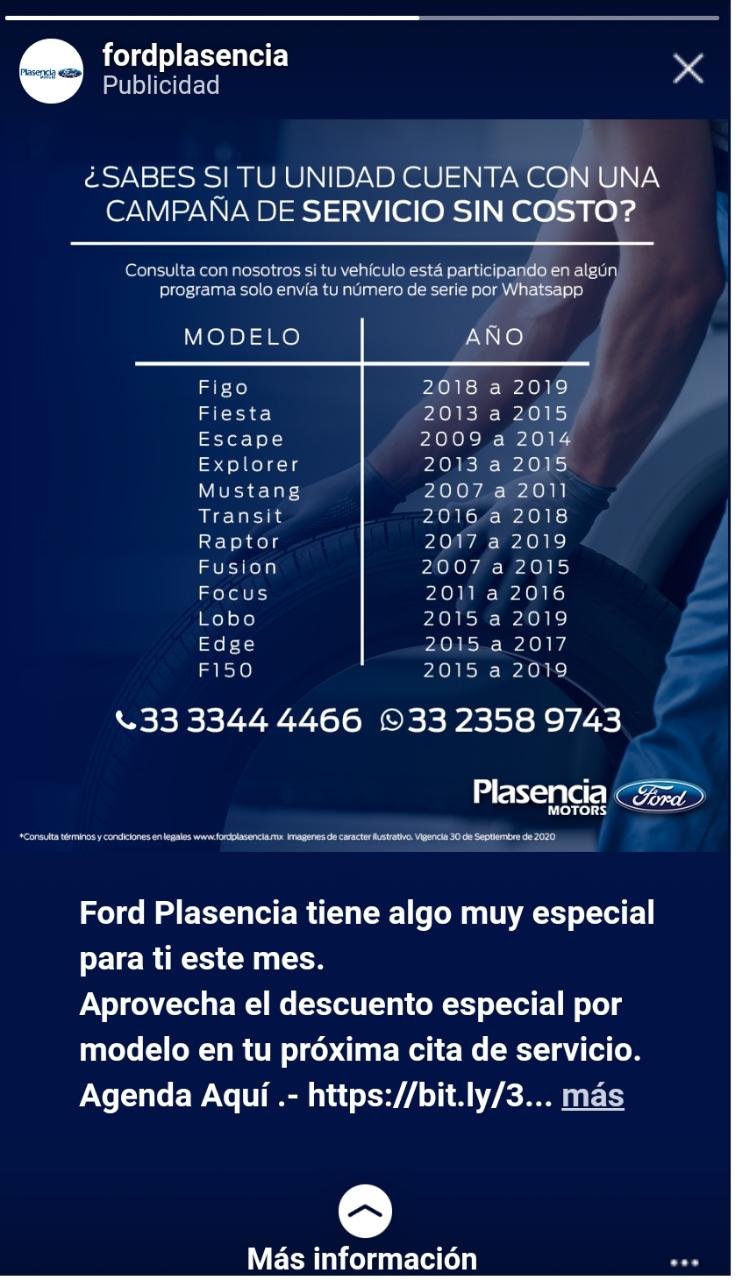 fordplasencia
Publicidad
Plasencia Ford
¿SABES SI TU UNIDAD CUENTA CON UNA
CAMPAÑA DE SERVICIO SIN COSTO?
Consulta con nosotros si tu vehículo está participando en algún
programa solo envía tu número de serie por Whatsapp
MODELO AÑO
Figo 2018 a 2019
Fiesta 2013 a 2015
Escape 2009 a 2014
Explorer 2013 a 2015
Mustang 2007 a 2011
Transit 2016 a 2018
Raptor 2017 a 2019
Fusion 2007 a 2015
Focus 2011 a 2016
Lobo 2015 a 2019
Edge 2015 a 2017
F150 2015 a 2019
33 3344 4466 33 2358 9743
Plasencia Ford
MOTORS
*Consulta términos y condiciones en legales www.fordplasencia.mx Imagenes de caracter ilustrativo. Vigencia 30 de Septiembre de 2020
Ford Plasencia tiene algo muy especial
para ti este mes.
Aprovecha el descuento especial por
modelo en tu próxima cita de servicio.
Agenda Aquí .- https://bit.ly/3... más
Más información